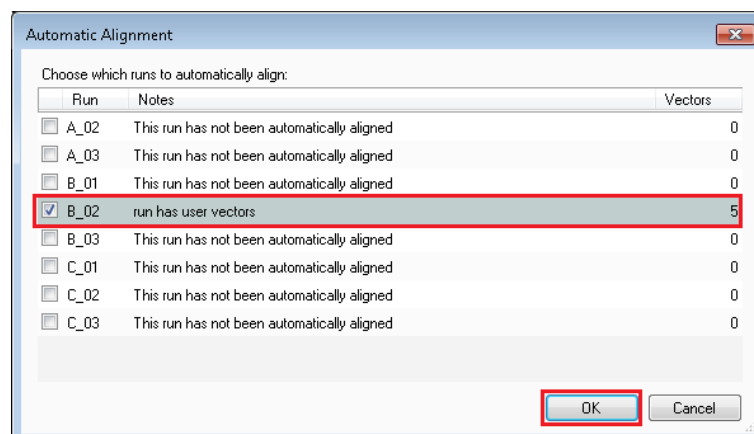 Automatic Alignment
Choose which runs to automatically align:
Run Notes Vectors
A_02 This run has not been automatically aligned 0
A_03 This run has not been automatically aligned 0
B_01 This run has not been automatically aligned 0
B_02 run has user vectors 5
B_03 This run has not been automatically aligned 0
C_01 This run has not been automatically aligned 0
C_02 This run has not been automatically aligned 0
C_03 This run has not been automatically aligned 0
OK Cancel